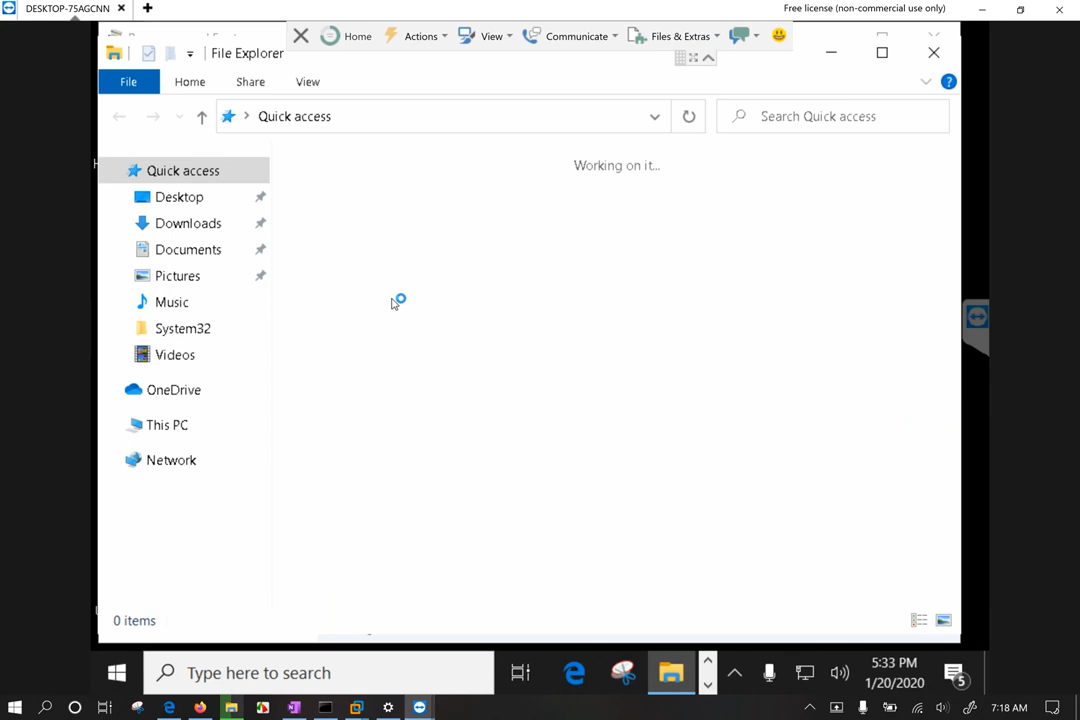 DESKTOP-75AGCNN
Free license (non-commercial use only)
Home
Actions
View
Communicate
Files & Extras
File Explorer
File
Home
Share
View
Quick access
Search Quick access
Working on it...
Quick access
Desktop
Downloads
Documents
Pictures
Music
System32
Videos
OneDrive
This PC
Network
0 items
Type here to search
5:33 PM
1/20/2020
5
7:18 AM